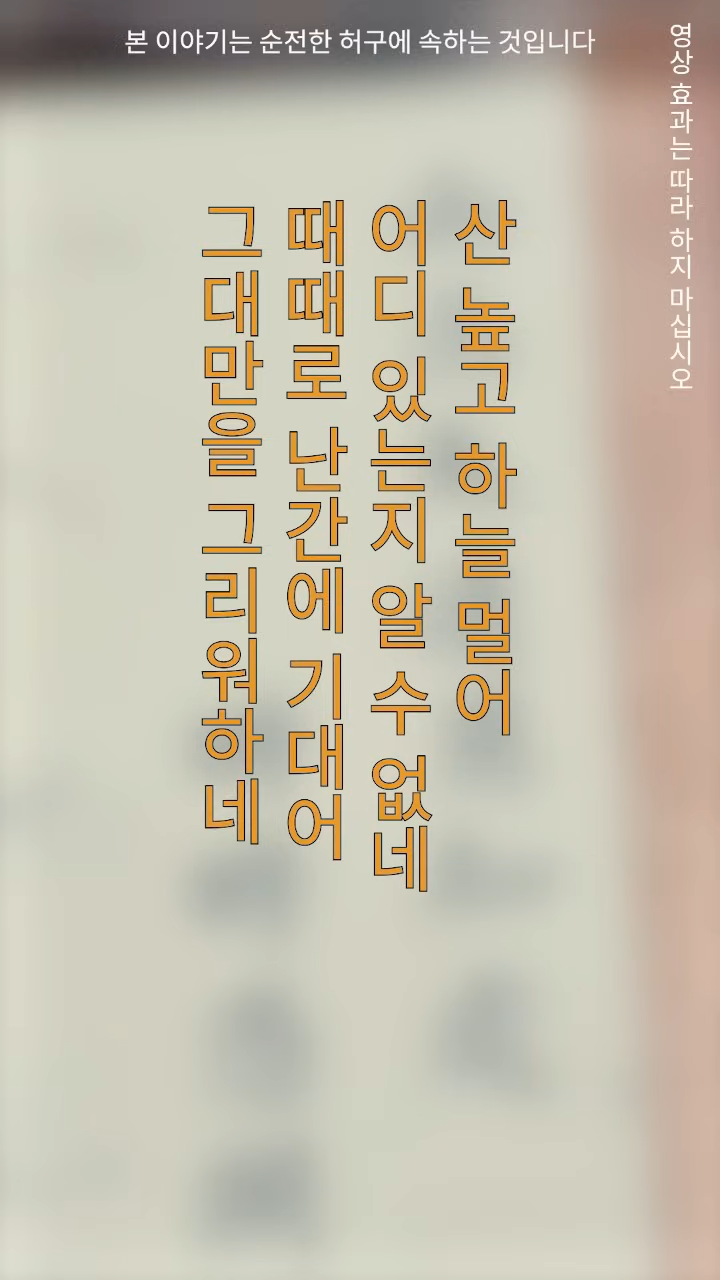 본 이야기는 순전한 허구에 속하는 것입니다
영상 효과는 따라 하지 마십시오
산 높고 하늘 멀어
어디 있는지 알 수 없네
때때로 난간에 기대어
그대만을 그리워하네